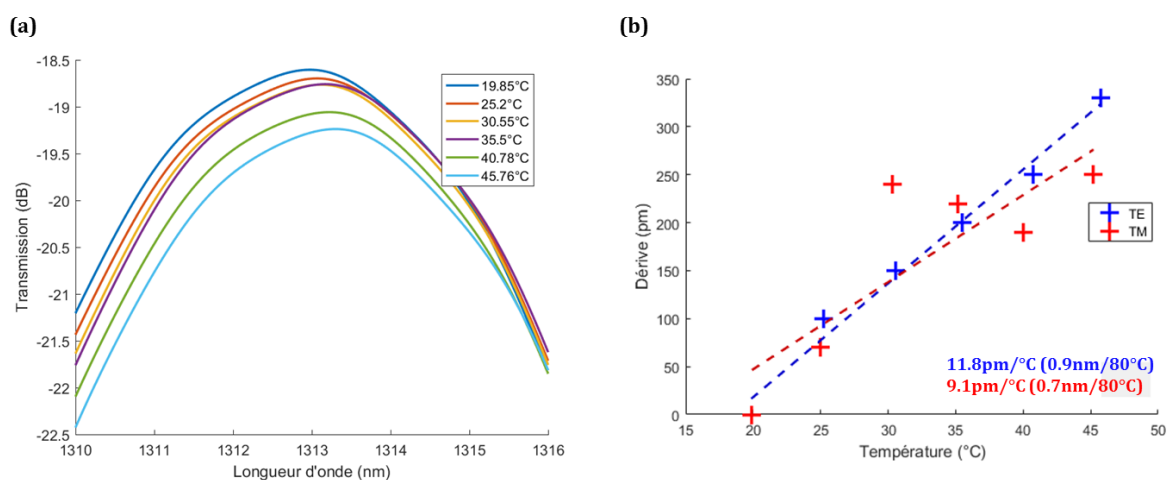 (a)
-18.5
-19
-19.5
-20
-20.5
-21
-21.5
-22
-22.5
Transmission (dB)
1310
1311
1312
1313
1314
1315
1316
Longueur d'onde (nm)
19.85°C
25.2°C
30.55°C
35.5°C
40.78°C
45.76°C
(b)
350
300
250
200
150
100
50
0
Dérive (pm)
15
20
25
30
35
40
45
50
Température (°C)
TE
TM
11.8pm/°C (0.9nm/80°C)
9.1pm/°C (0.7nm/80°C)